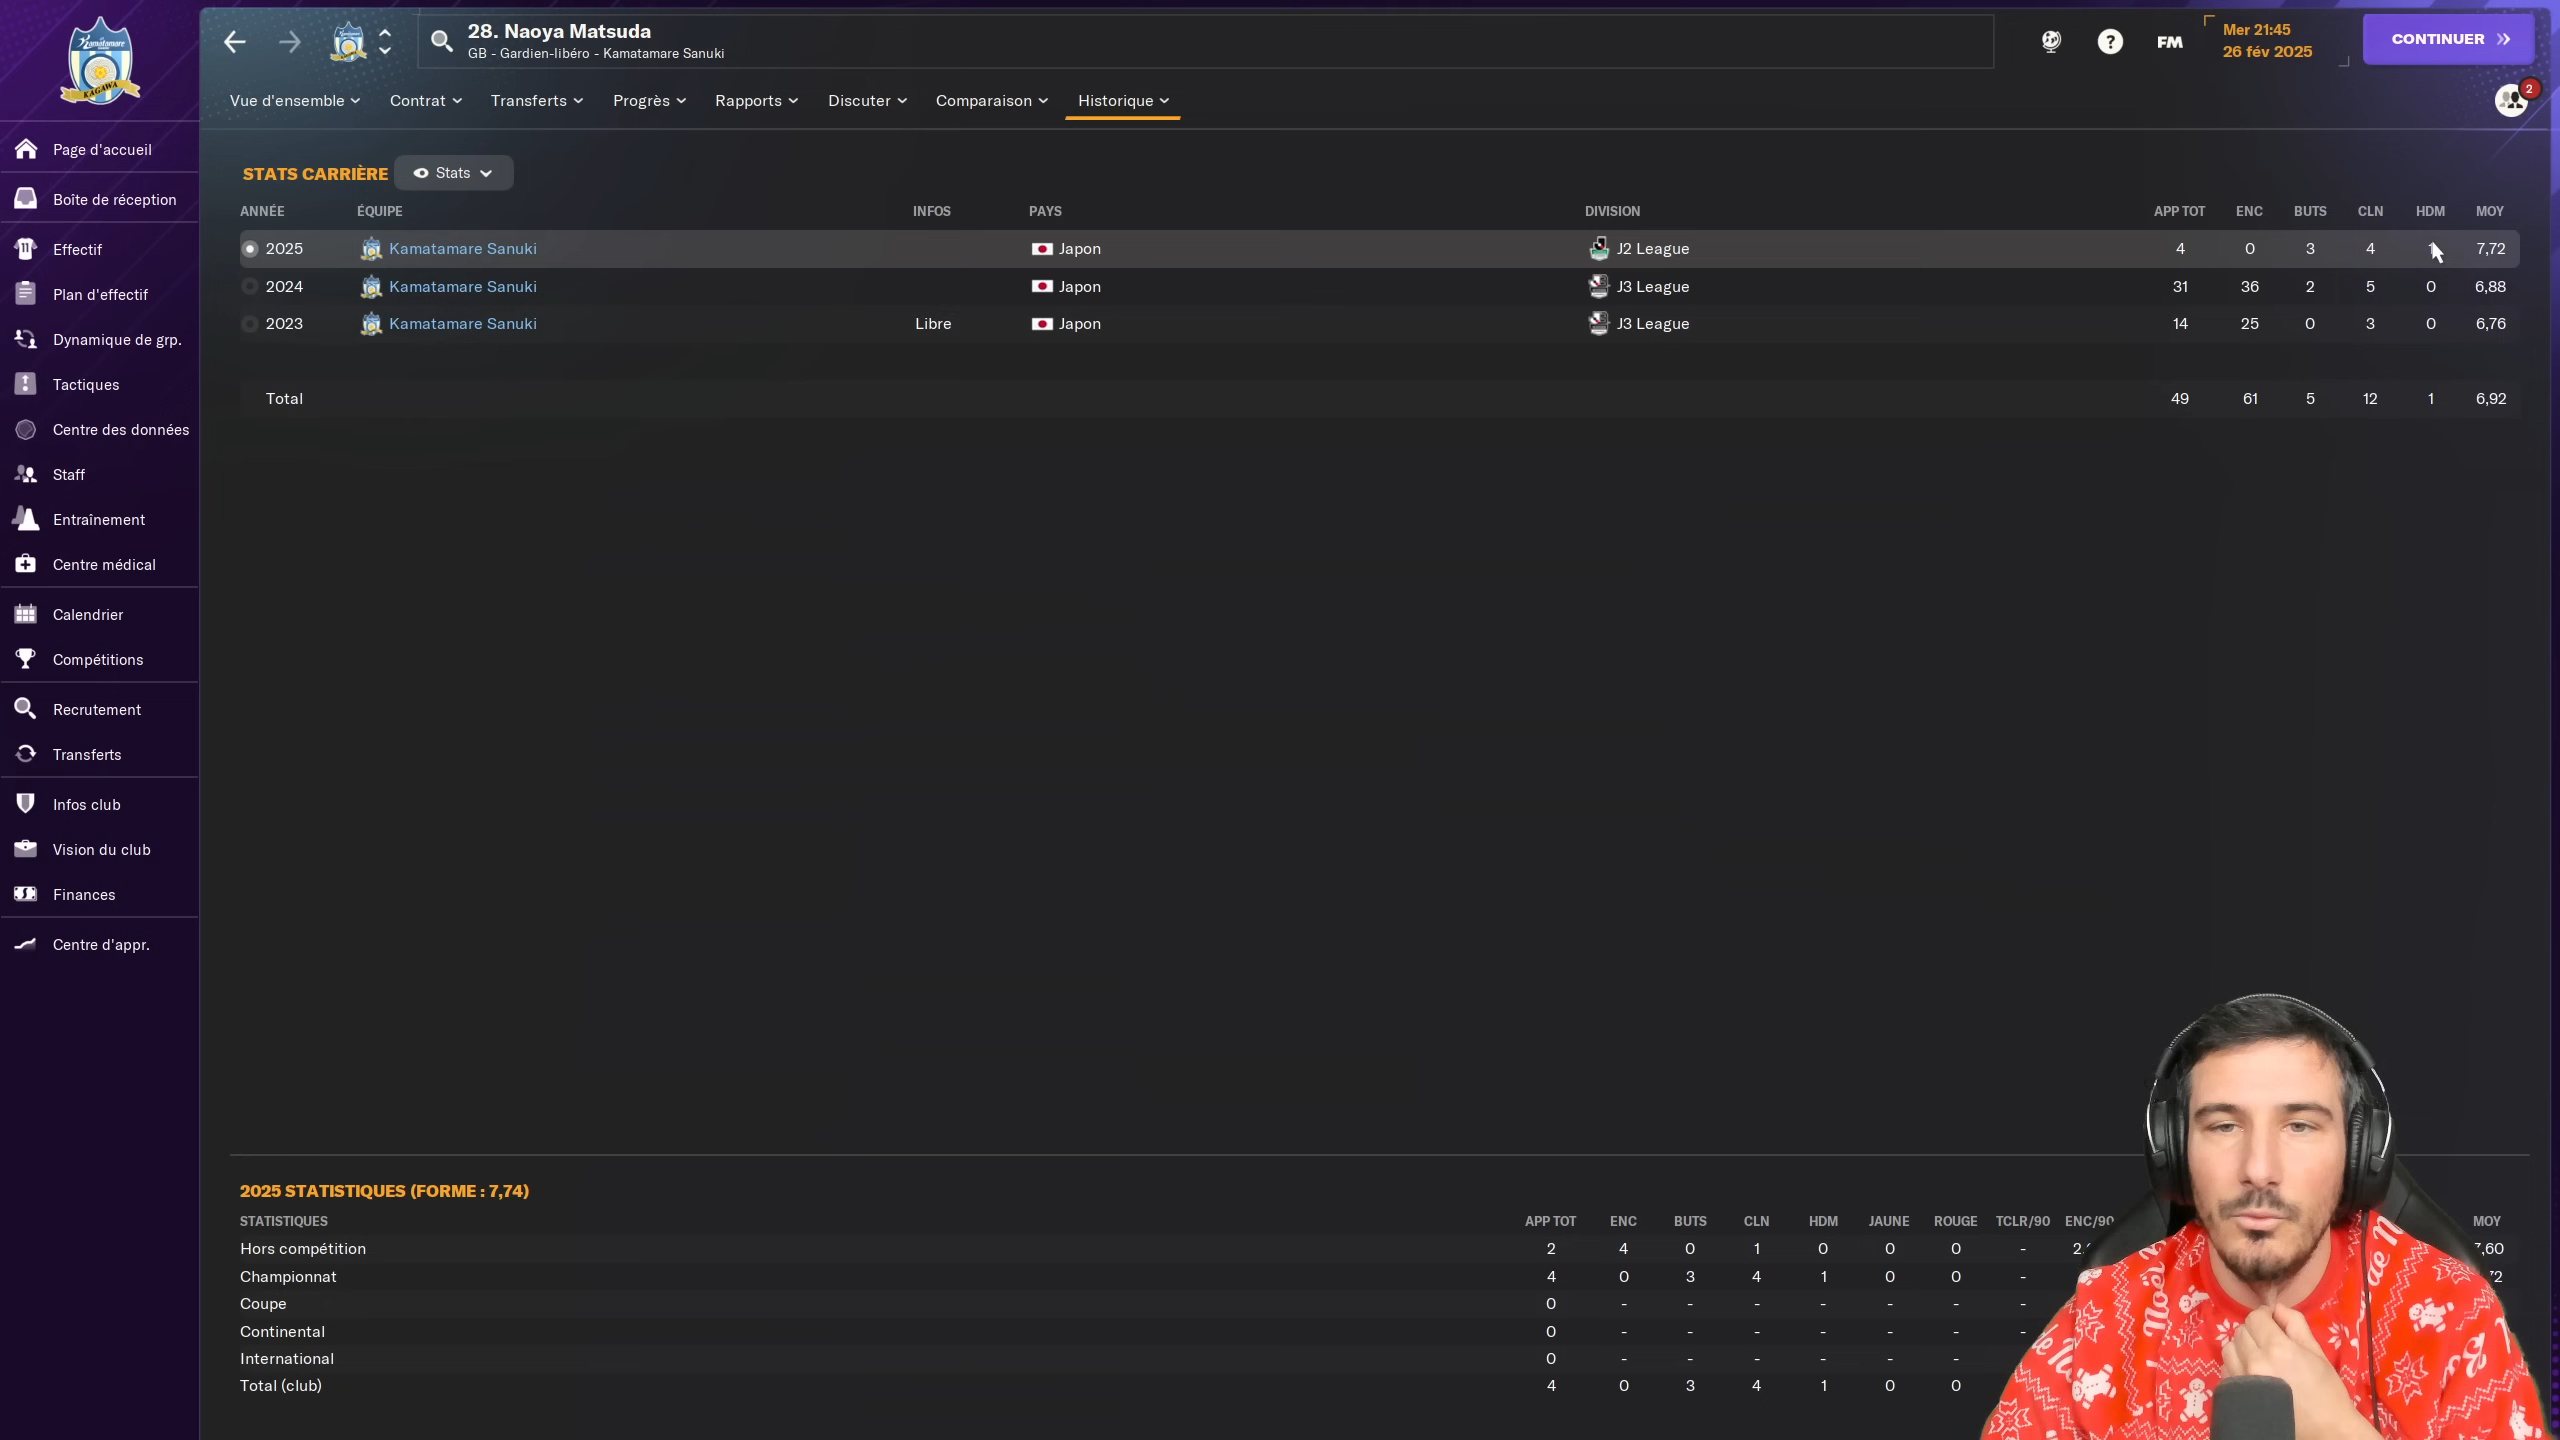 28. Naoya Matsuda
GB - Gardien-libéro - Kamatamare Sanuki
FM
Mer 21:45
26 fév 2025
CONTINUER
2
Vue d'ensemble
Contrat
Transferts
Progrès
Rapports
Discuter
Comparaison
Historique
KAGAWA
Page d'accueil
Boîte de réception
Effectif
Plan d'effectif
Dynamique de grp.
Tactiques
Centre des données
Staff
Entraînement
Centre médical
Calendrier
Compétitions
Recrutement
Transferts
Infos club
Vision du club
Finances
Centre d'appr.
STATS CARRIÈRE Stats
ANNÉE ÉQUIPE INFOS PAYS DIVISION APP TOT ENC BUTS CLN HDM MOY
2025 Kamatamare Sanuki Japon J2 League 4 0 3 4 7,72
2024 Kamatamare Sanuki Japon J3 League 31 36 2 5 0 6,88
2023 Kamatamare Sanuki Libre Japon J3 League 14 25 0 3 0 6,76
Total 49 61 5 12 1 6,92
2025 STATISTIQUES (FORME : 7,74)
STATISTIQUES APP TOT ENC BUTS CLN HDM JAUNE ROUGE TCLR/90 ENC/90 MOY
Hors compétition 2 4 0 1 0 0 0 - 7,60
Championnat 4 0 3 4 1 0 0 -
Coupe 0 - - - - - - -
Continental 0 - - - - - - -
International 0 - - - - - -
Total (club) 4 0 3 4 1 0 0